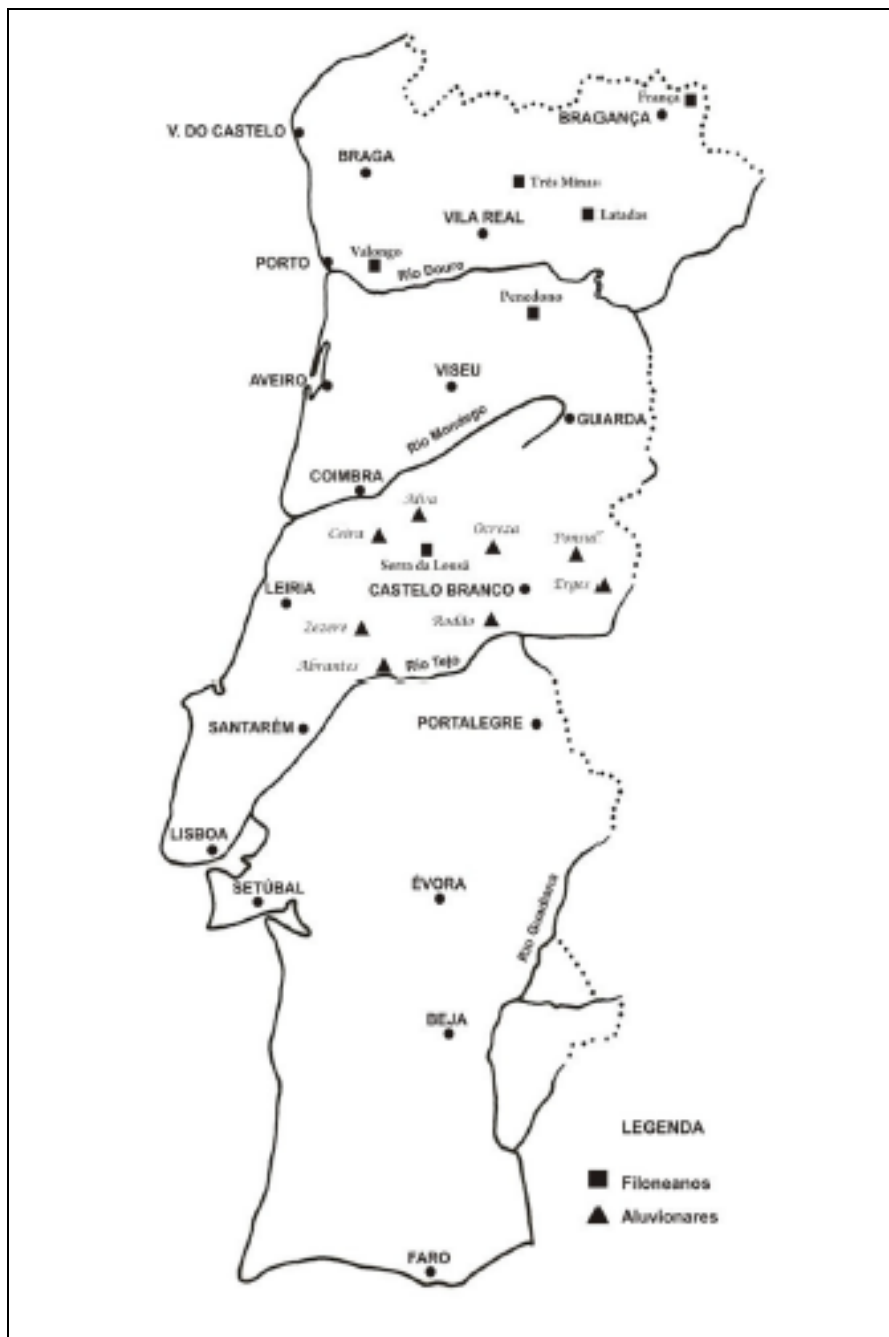 França
BRAGANÇA
V. DO CASTELO
BRAGA
Três Minas
Latadas
VILA REAL
Valongo
PORTO
Rio Douro
Penedono
VISEU
AVEIRO
Rio Mondego
GUIARDA
COIMBRA
Alva
Ceira
Ocreza
Ponsul
Serra da Lousã
Erges
LEIRIA
CASTELO BRANCO
Zezere
Rodão
Abrantes
Rio Tejo
SANTARÉM
PORTALEGRE
LISBOA
SETÚBAL
ÉVORA
Rio Guadiana
BEJA
LEGENDA
Filoneanos
Aluvionares
FARO